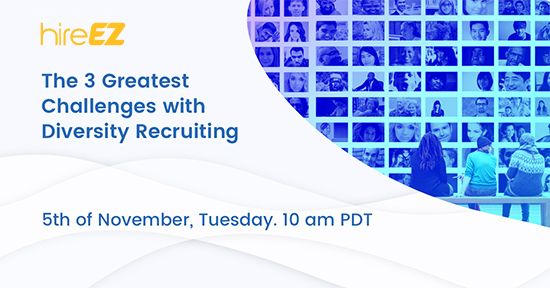 hireEZ
The 3 Greatest
Challenges with
Diversity Recruiting
5th of November, Tuesday. 10 am PDT